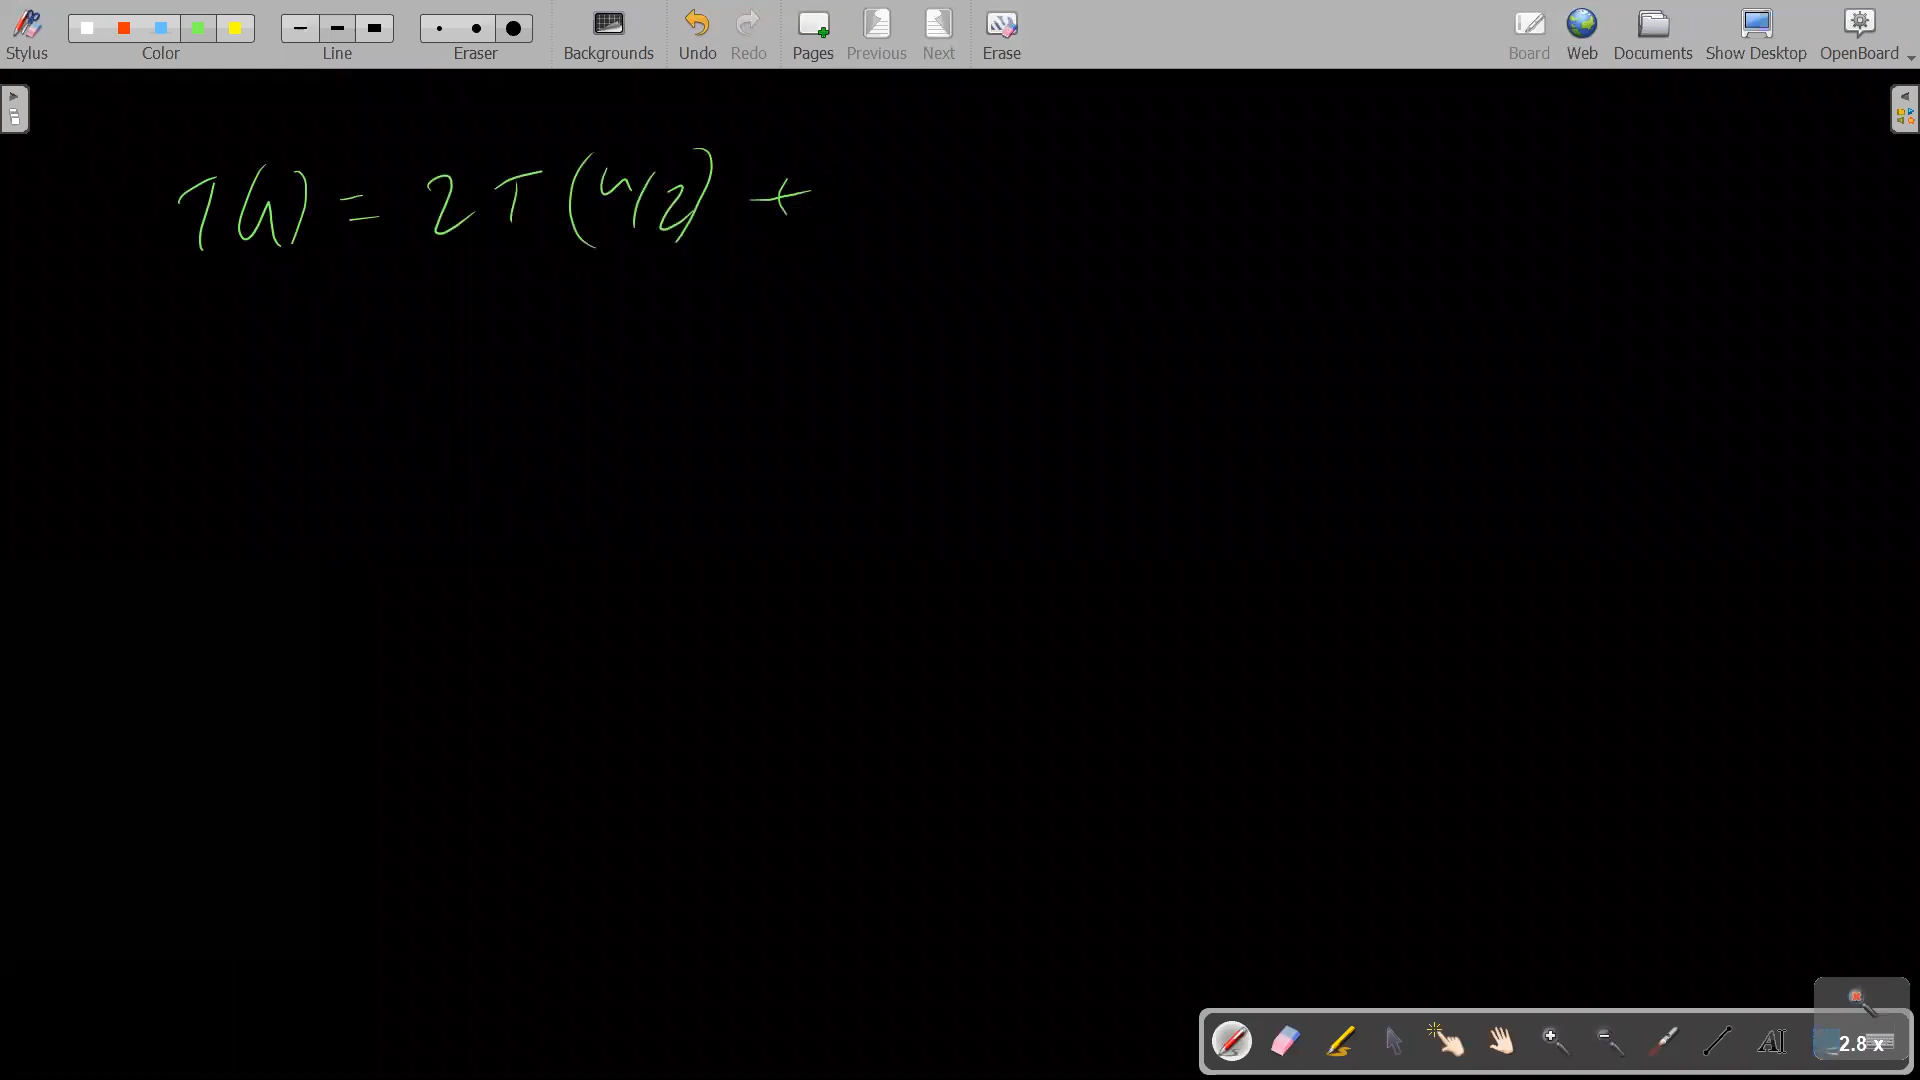 Stylus Color Line Eraser Backgrounds Undo Redo Pages Previous Next Erase Board Web Documents Show Desktop OpenBoard
T(n) = 2T(n/2) +
2.8 x